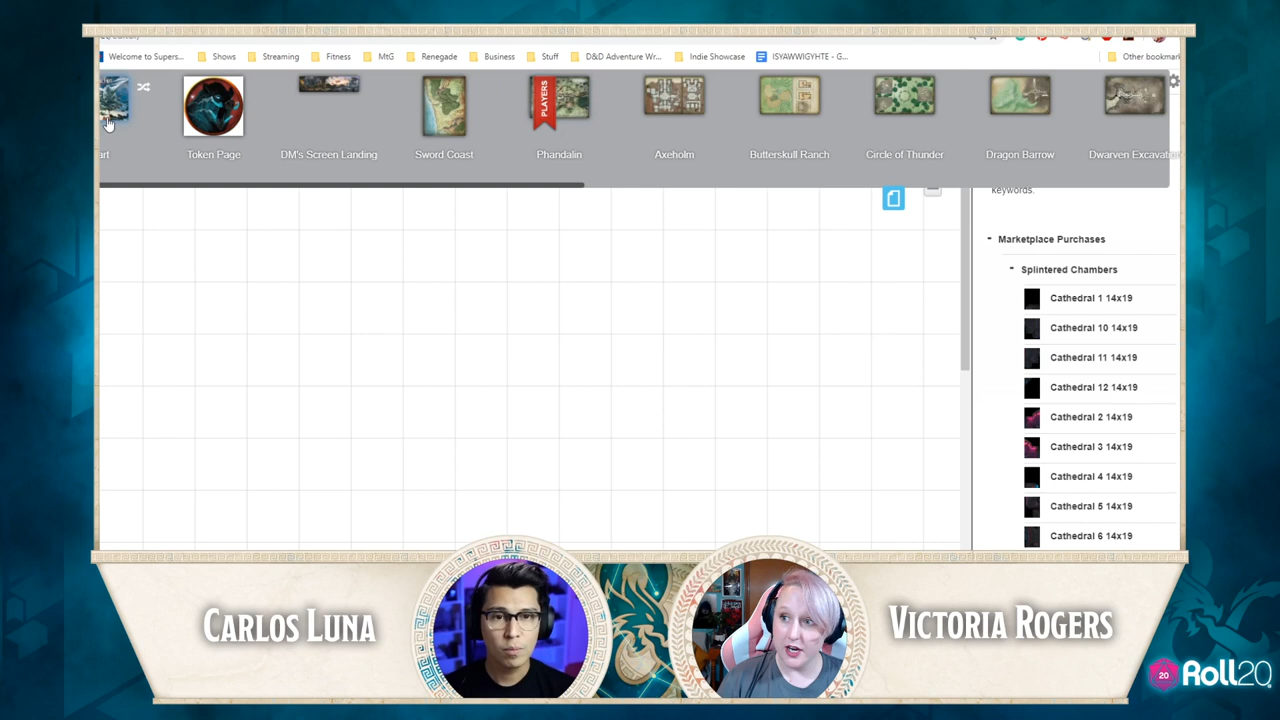 Welcome to Supers... Shows Streaming Fitness MtG Renegade Business Stuff D&D Adventure Wr... Indie Showcase ISYAWWIGYHTE - G... Other bookmark
PLAYERS
art Token Page DM's Screen Landing Sword Coast Phandalin Axeholm Butterskull Ranch Circle of Thunder Dragon Barrow Dwarven Excavatio
keywords.
Marketplace Purchases
Splintered Chambers
Cathedral 1 14x19
Cathedral 10 14x19
Cathedral 11 14x19
Cathedral 12 14x19
Cathedral 2 14x19
Cathedral 3 14x19
Cathedral 4 14x19
Cathedral 5 14x19
Cathedral 6 14x19
CARLOS LUNA
VICTORIA ROGERS
20 Roll20